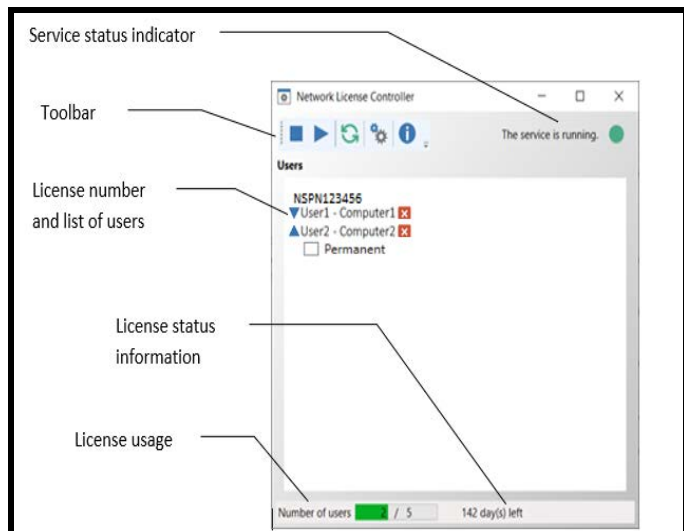 Service status indicator
Network License Controller
Toolbar
The service is running.
Users
License number
and list of users
NSPN123456
User1 - Computer1
User2 - Computer2
Permanent
License status
information
License usage
Number of users 2 / 5 142 day(s) left